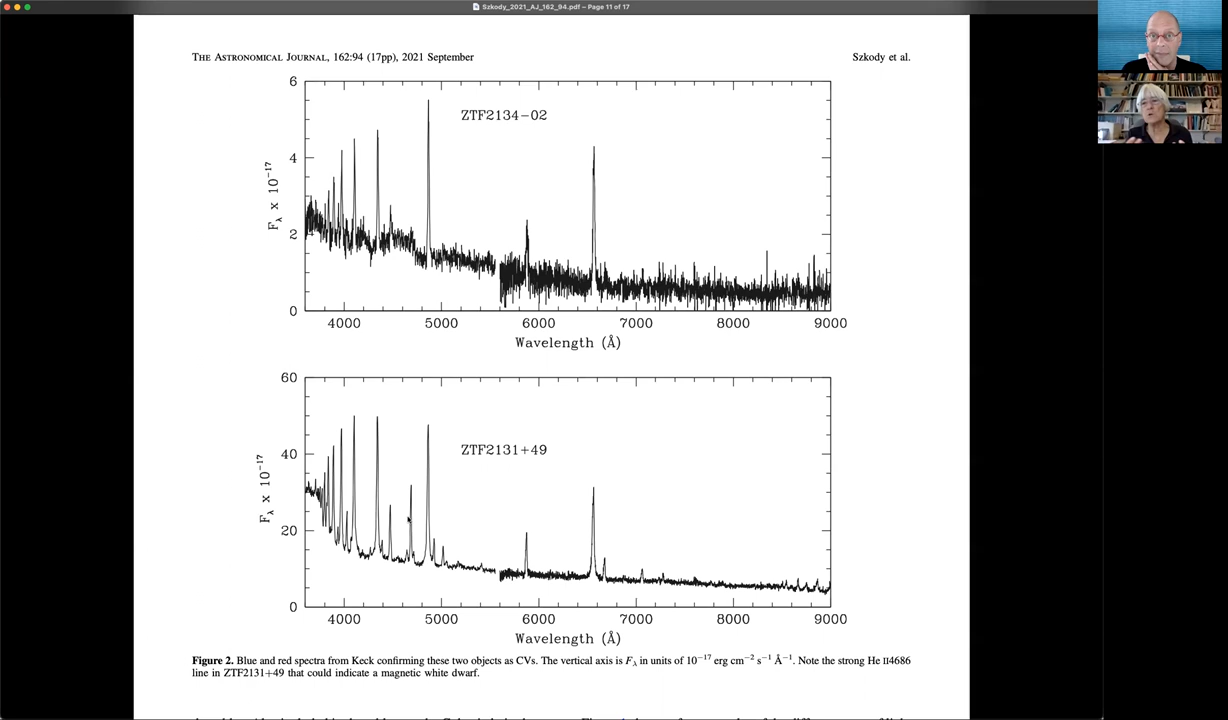 Szkody_2021_AJ_162_94.pdf – Page 11 of 17
THE ASTRONOMICAL JOURNAL, 162:94 (17pp), 2021 September
Szkody et al.
6
4
2
0
F λ x 10 −17
ZTF2134−02
4000 5000 6000 7000 8000 9000
Wavelength (Å)
60
40
20
0
F λ x 10 −17
ZTF2131+49
4000 5000 6000 7000 8000 9000
Wavelength (Å)
Figure 2. Blue and red spectra from Keck confirming these two objects as CVs. The vertical axis is Fλ in units of 10−17 erg cm−2 s−1 Å−1. Note the strong He II4686
line in ZTF2131+49 that could indicate a magnetic white dwarf.